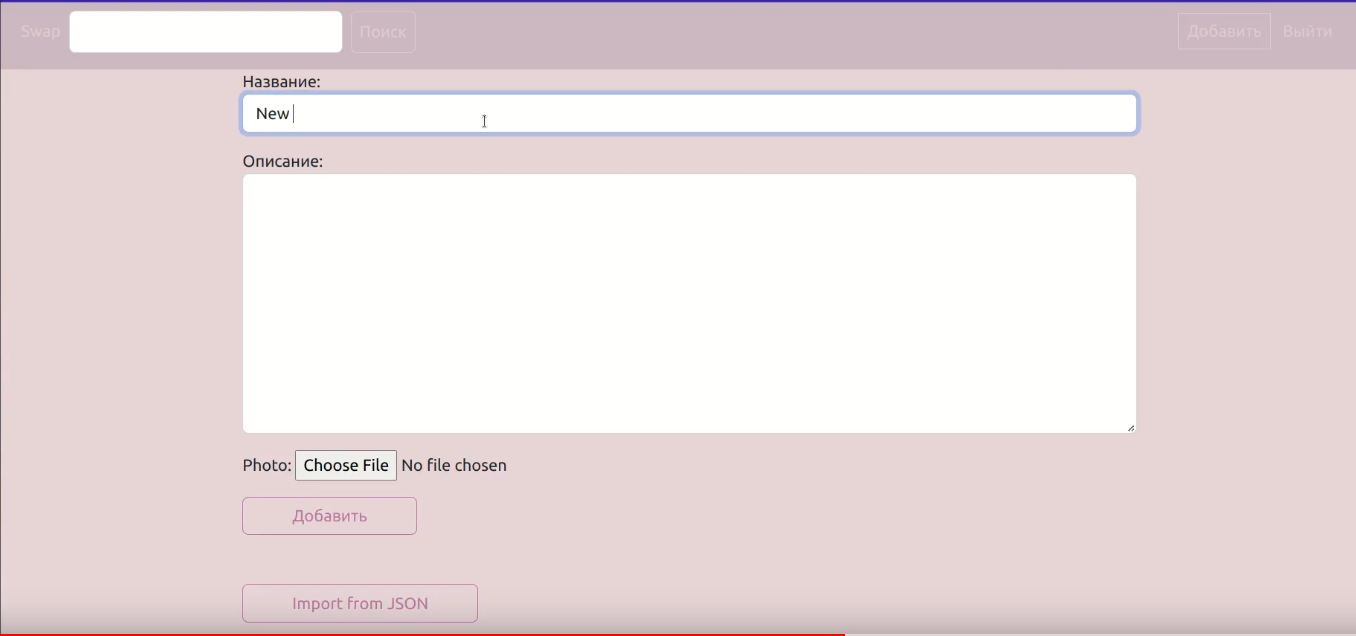 Swap Поиск Добавить Выйти
Название:
New
Описание:
Photo: Choose File No file chosen
Добавить
Import from JSON